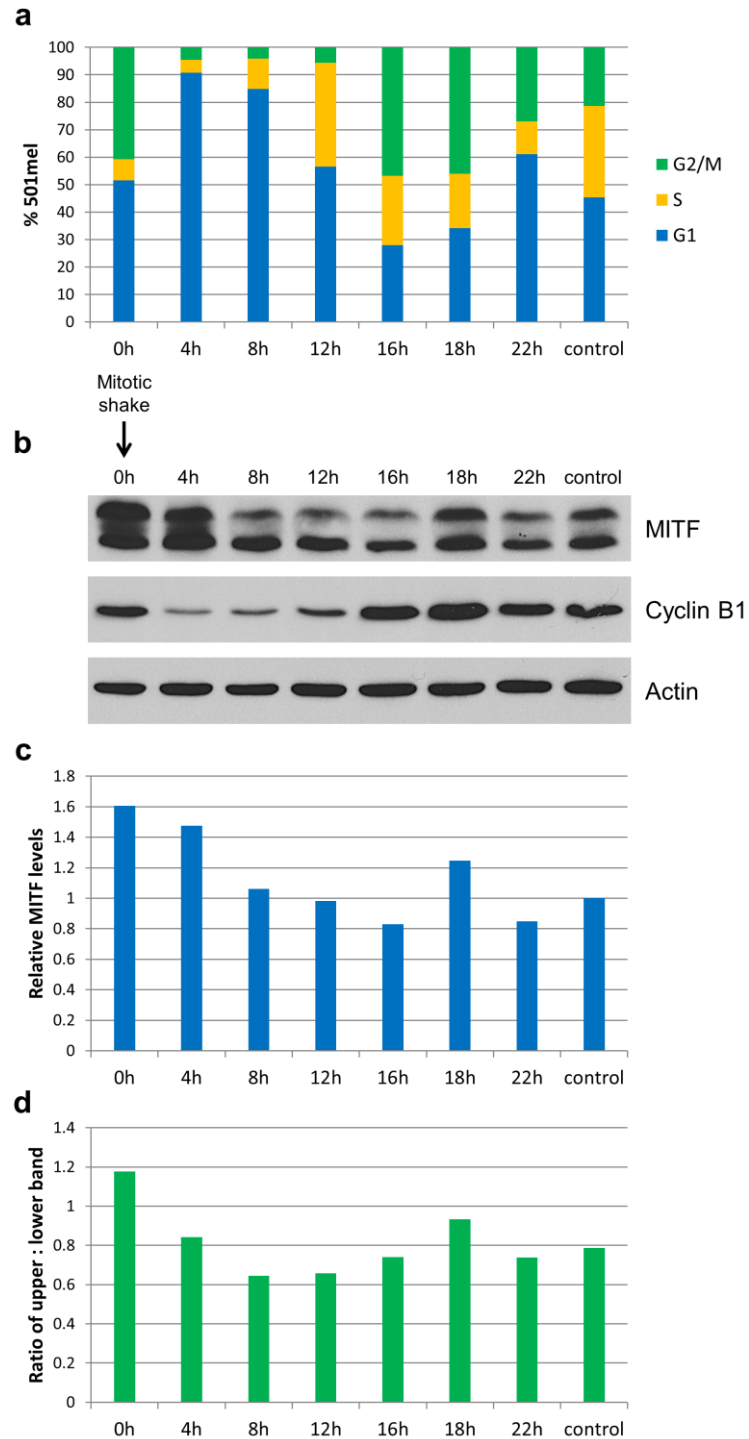 a
100
90
80
70
60
50
40
30
20
10
0
% 501mel
G2/M
S
G1
0h 4h 8h 12h 16h 18h 22h control
Mitotic
shake
b
0h 4h 8h 12h 16h 18h 22h control
MITF
Cyclin B1
Actin
c
1.8
1.6
1.4
1.2
1
0.8
0.6
0.4
0.2
0
Relative MITF levels
0h 4h 8h 12h 16h 18h 22h control
d
1.4
1.2
1
0.8
0.6
0.4
0.2
0
Ratio of upper : lower band
0h 4h 8h 12h 16h 18h 22h control